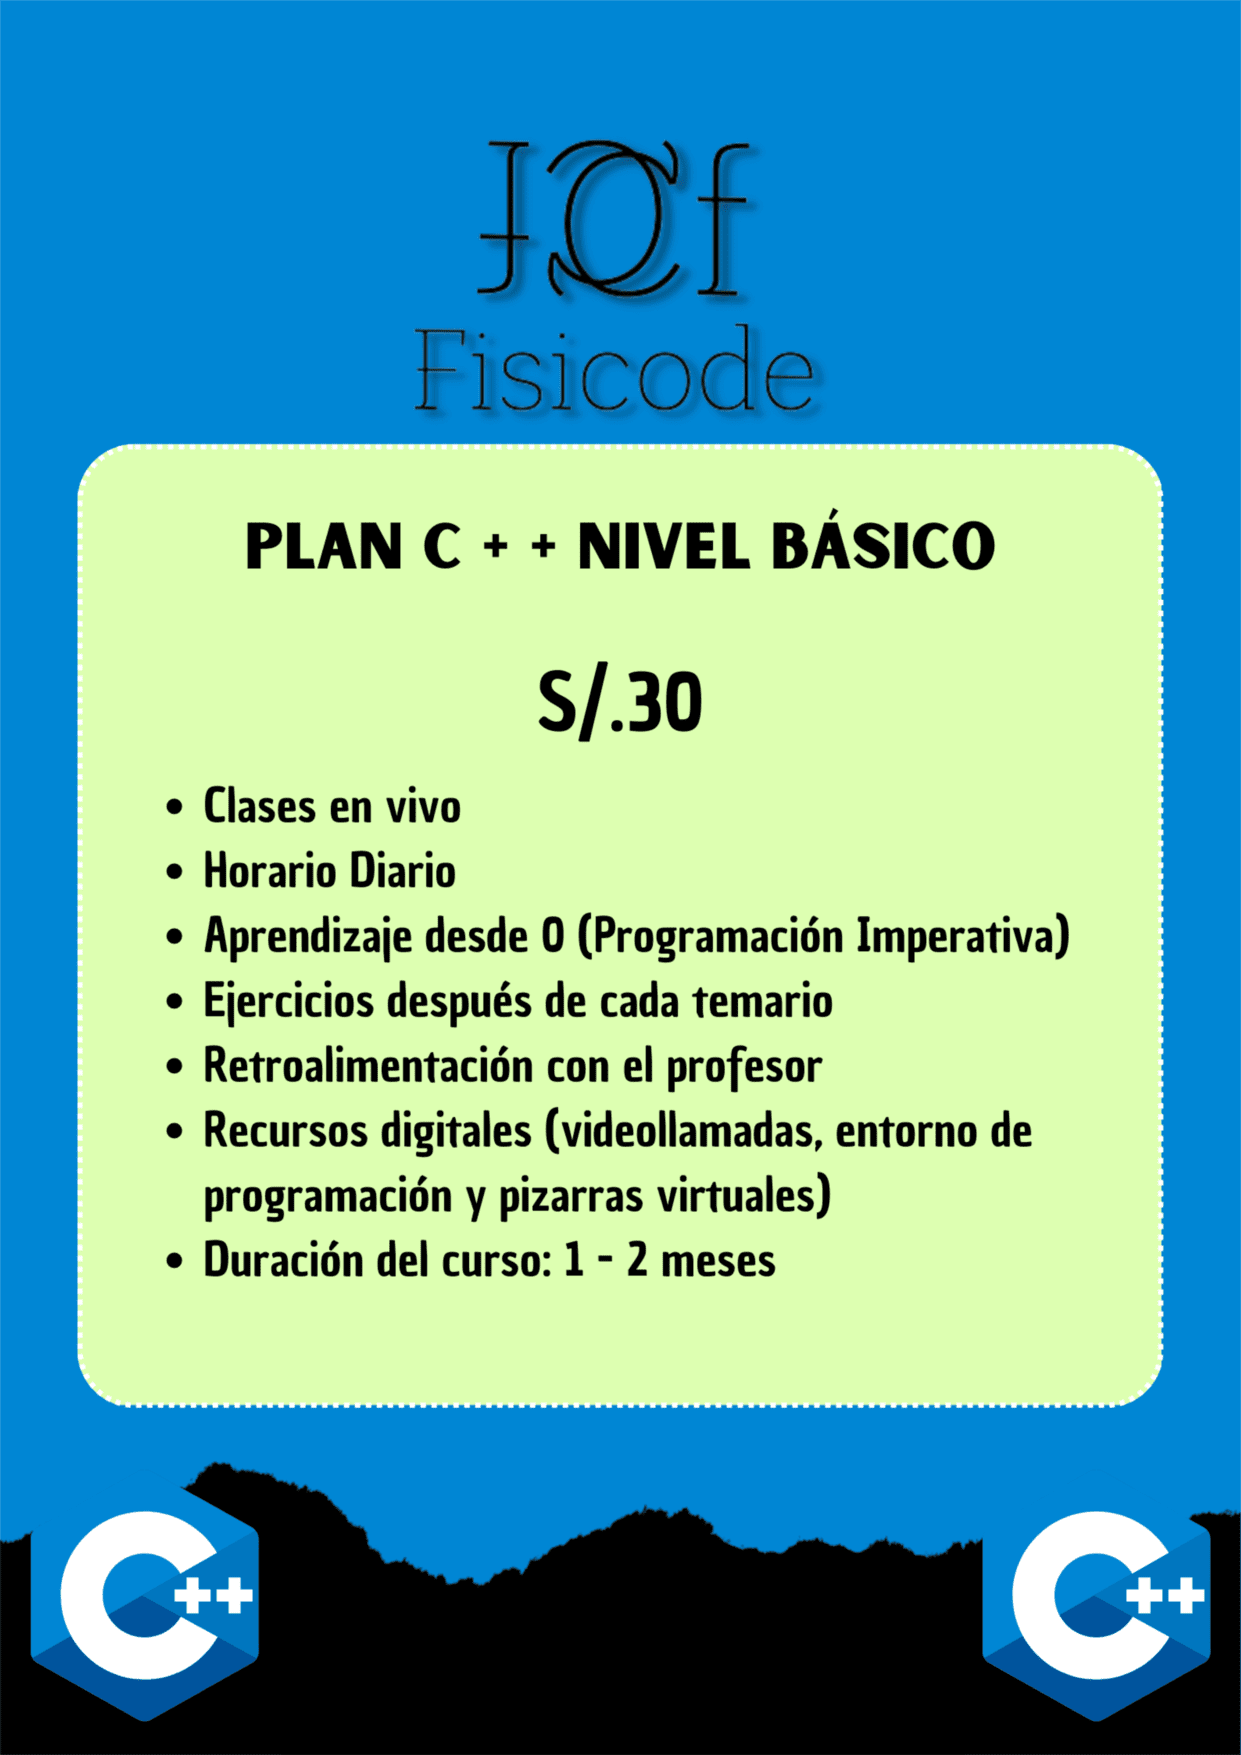 Fisicode
PLAN C + + NIVEL BÁSICO
S/.30
• Clases en vivo
• Horario Diario
• Aprendizaje desde 0 (Programación Imperativa)
• Ejercicios después de cada temario
• Retroalimentación con el profesor
• Recursos digitales (videollamadas, entorno de
programación y pizarras virtuales)
• Duración del curso: 1 - 2 meses
C++
C++